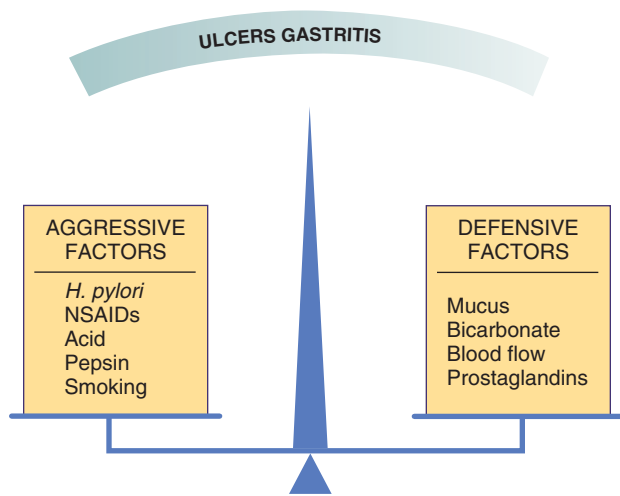 ULCERS GASTRITIS
AGGRESSIVE
FACTORS
H. pylori
NSAIDs
Acid
Pepsin
Smoking
DEFENSIVE
FACTORS
Mucus
Bicarbonate
Blood flow
Prostaglandins